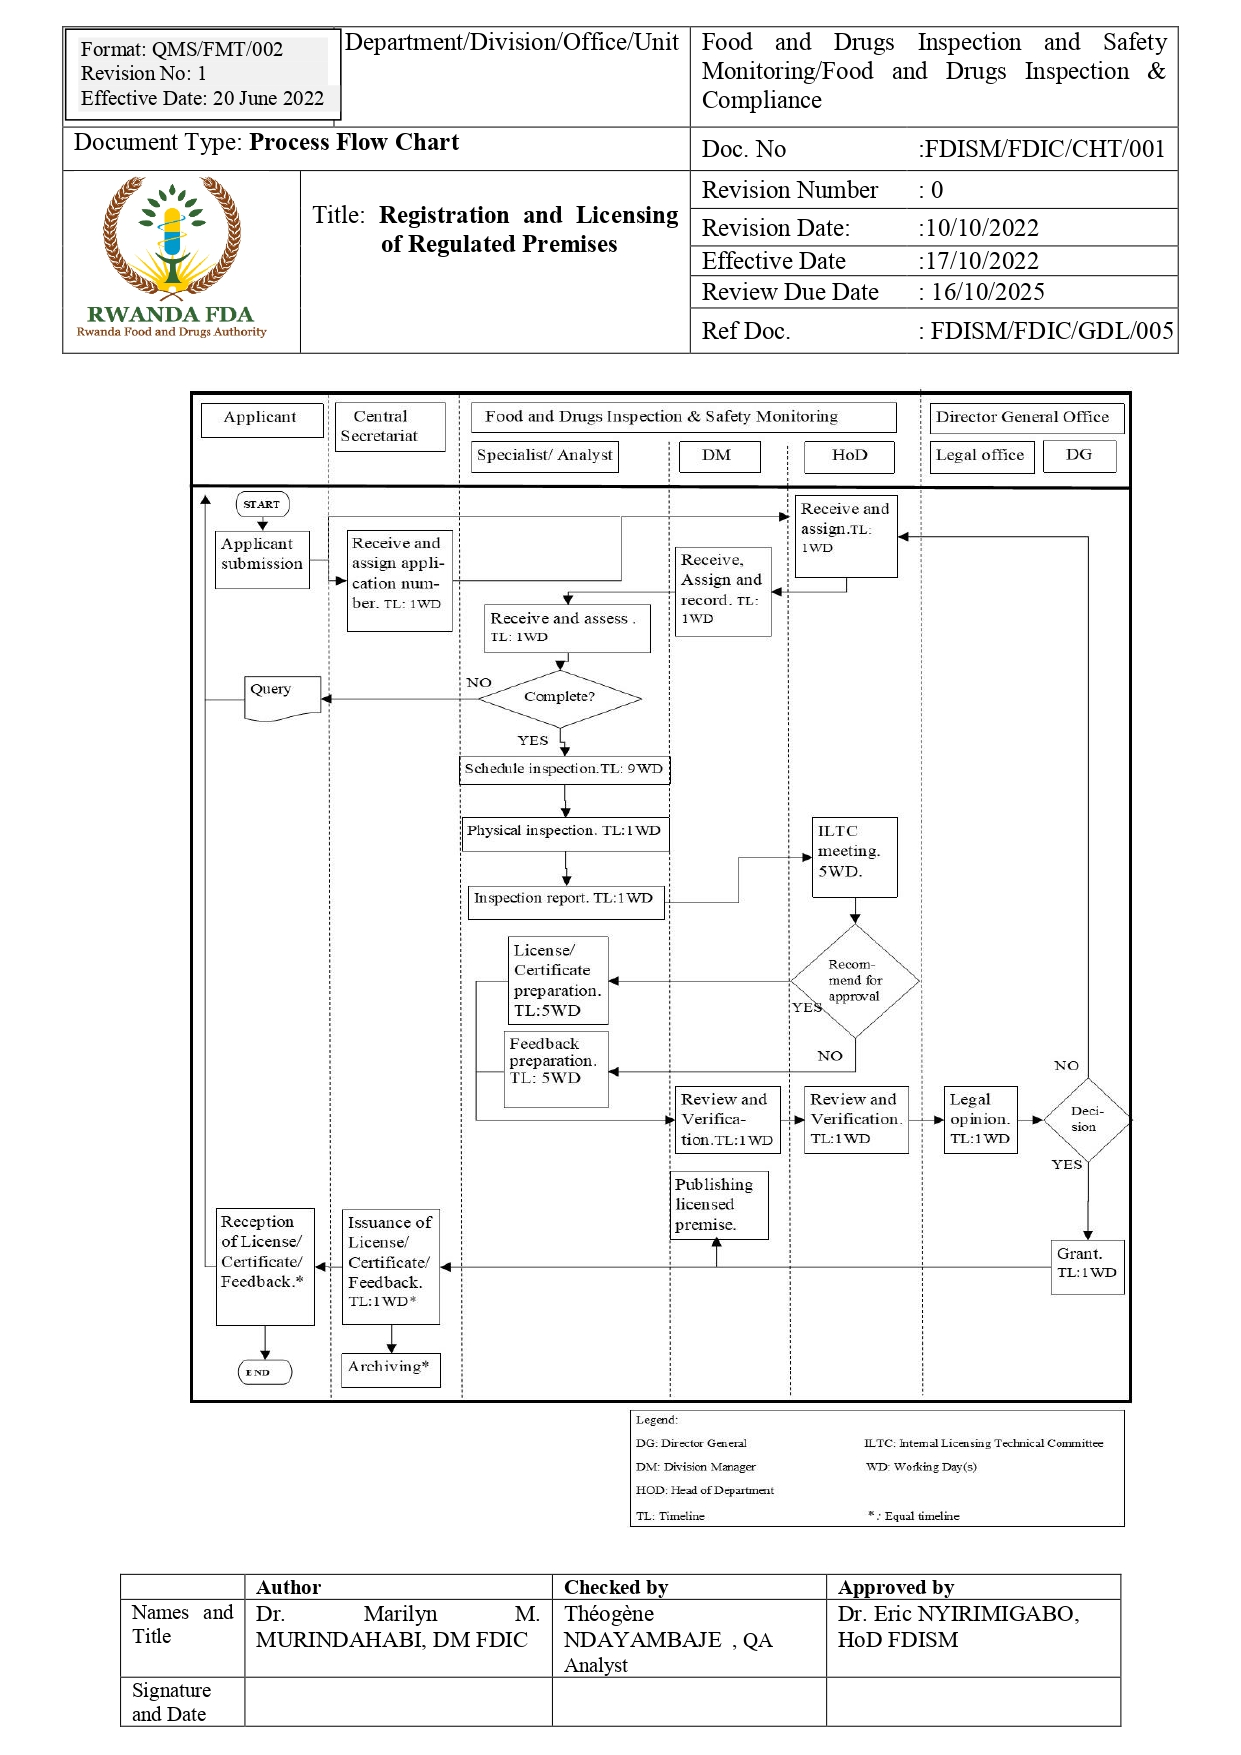 Format: QMS/FMT/002
Revision No: 1
Effective Date: 20 June 2022
Department/Division/Office/Unit
Food and Drugs Inspection and Safety
Monitoring/Food and Drugs Inspection &
Compliance
Document Type: Process Flow Chart
Doc. No :FDISM/FDIC/CHT/001
RWANDA FDA
Rwanda Food and Drugs Authority
Title: Registration and Licensing
of Regulated Premises
Revision Number : 0
Revision Date: :10/10/2022
Effective Date :17/10/2022
Review Due Date : 16/10/2025
Ref Doc. : FDISM/FDIC/GDL/005
Applicant
Central
Secretariat
Food and Drugs Inspection & Safety Monitoring
Director General Office
Specialist/ Analyst
DM
HoD
Legal office
DG
START
Applicant
submission
Receive and
assign appli-
cation num-
ber. TL: 1WD
Receive and
assign.TL:
1WD
Receive,
Assign and
record. TL:
1WD
Receive and assess .
TL: 1WD
NO
Complete?
Query
YES
Schedule inspection.TL: 9WD
Physical inspection. TL:1WD
Inspection report. TL:1WD
ILTC
meeting.
5WD.
Recom-
mend for
approval
YES
NO
License/
Certificate
preparation.
TL:5WD
Feedback
preparation.
TL: 5WD
Review and
Verifica-
tion.TL:1WD
Review and
Verification.
TL:1WD
Legal
opinion.
TL:1WD
NO
Deci-
sion
YES
Publishing
licensed
premise.
Reception
of License/
Certificate/
Feedback.*
Issuance of
License/
Certificate/
Feedback.
TL:1WD*
Grant.
TL:1WD
END
Archiving*
Legend:
DG: Director General ILTC: Internal Licensing Technical Committee
DM: Division Manager WD: Working Day(s)
HOD: Head of Department
TL: Timeline * : Equal timeline
Author Checked by Approved by
Names and
Title
Dr. Marilyn M.
MURINDAHABI, DM FDIC
Théogène
NDAYAMBAJE , QA
Analyst
Dr. Eric NYIRIMIGABO,
HoD FDISM
Signature
and Date